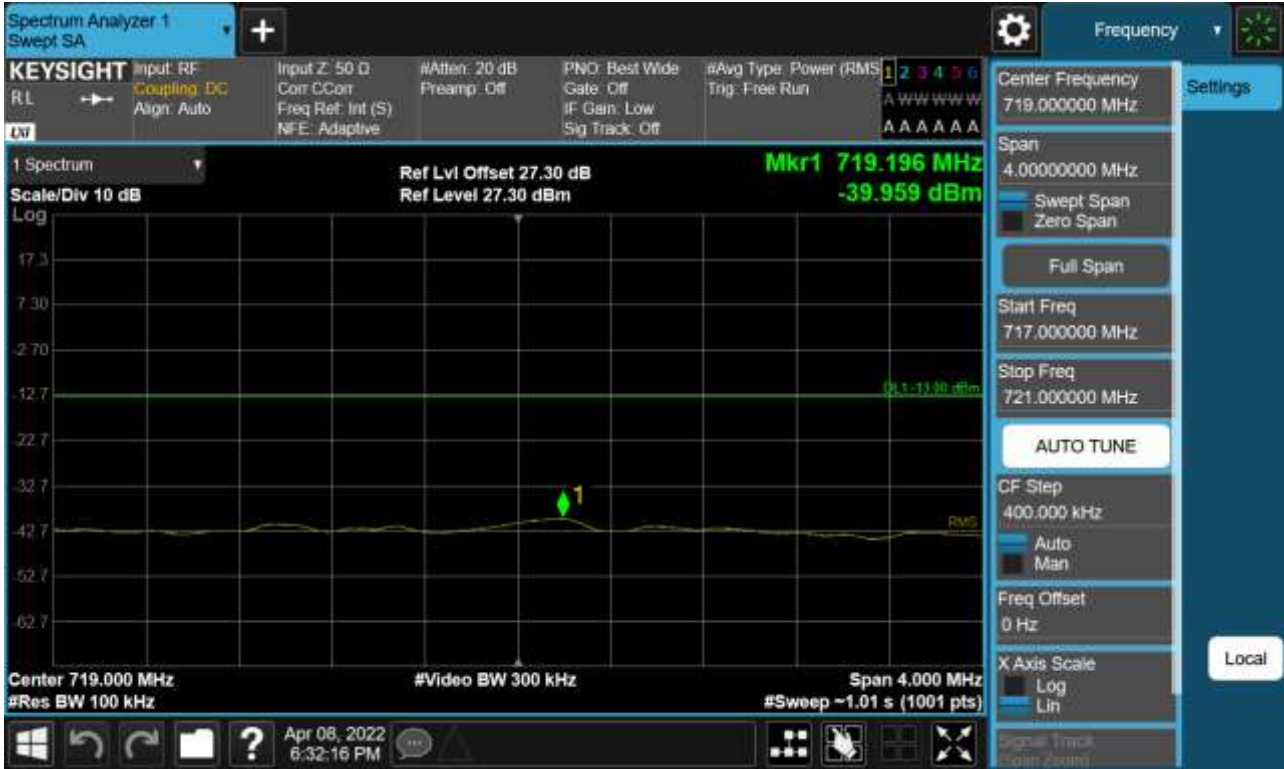 Spectrum Analyzer 1
Swept SA
+
Frequency
KEYSIGHT
RL
LXI
Input: RF
Coupling: DC
Align: Auto
Input Z: 50 Ω
Corr CCorr
Freq Ref: Int (S)
NFE: Adaptive
#Atten: 20 dB
Preamp: Off
PNO: Best Wide
Gate: Off
IF Gain: Low
Sig Track: Off
#Avg Type: Power (RMS
Trig: Free Run
1 2 3 4 5 6
A W W W W W
A A A A A A
1 Spectrum
Scale/Div 10 dB
Log
Ref Lvl Offset 27.30 dB
Ref Level 27.30 dBm
Mkr1 719.196 MHz
-39.959 dBm
17.3
7.30
-2.70
-12.7
DL1 -13.00 dBm
-22.7
-32.7
1
-42.7
RMS
-52.7
-62.7
Center 719.000 MHz
#Res BW 100 kHz
#Video BW 300 kHz
Span 4.000 MHz
#Sweep ~1.01 s (1001 pts)
Center Frequency
719.000000 MHz
Settings
Span
4.00000000 MHz
Swept Span
Zero Span
Full Span
Start Freq
717.000000 MHz
Stop Freq
721.000000 MHz
AUTO TUNE
CF Step
400.000 kHz
Auto
Man
Freq Offset
0 Hz
X Axis Scale
Log
Lin
Signal Track
(Span Zoom)
Local
?
Apr 08, 2022
6:32:16 PM